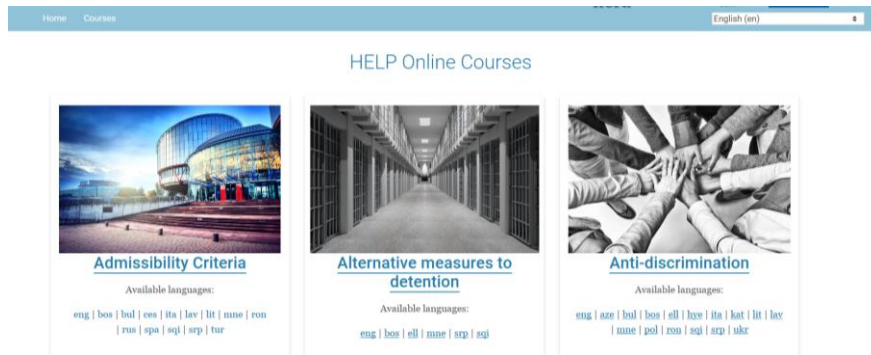 Home Courses
English (en)
HELP Online Courses
Admissibility Criteria
Available languages:
eng | bos | bul | ces | ita | lav | lit | mne | ron
| rus | spa | sqi | srp | tur
Alternative measures to
detention
Available languages:
eng | bos | ell | mne | srp | sqi
Anti-discrimination
Available languages:
eng | aze | bul | bos | ell | hye | ita | kat | lit | lav
| mne | pol | ron | sqi | srp | ukr